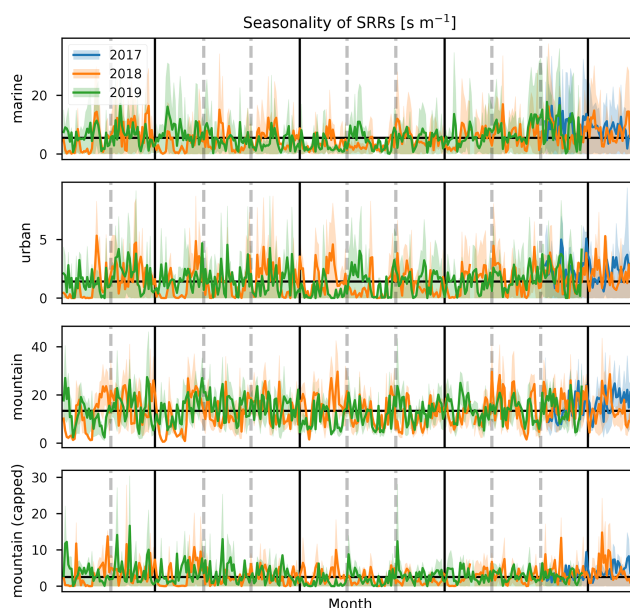 Seasonality of SRRs [s m⁻¹]
marine
20
0
2017
2018
2019
urban
5
0
mountain
40
20
0
mountain (capped)
30
20
10
0
Month